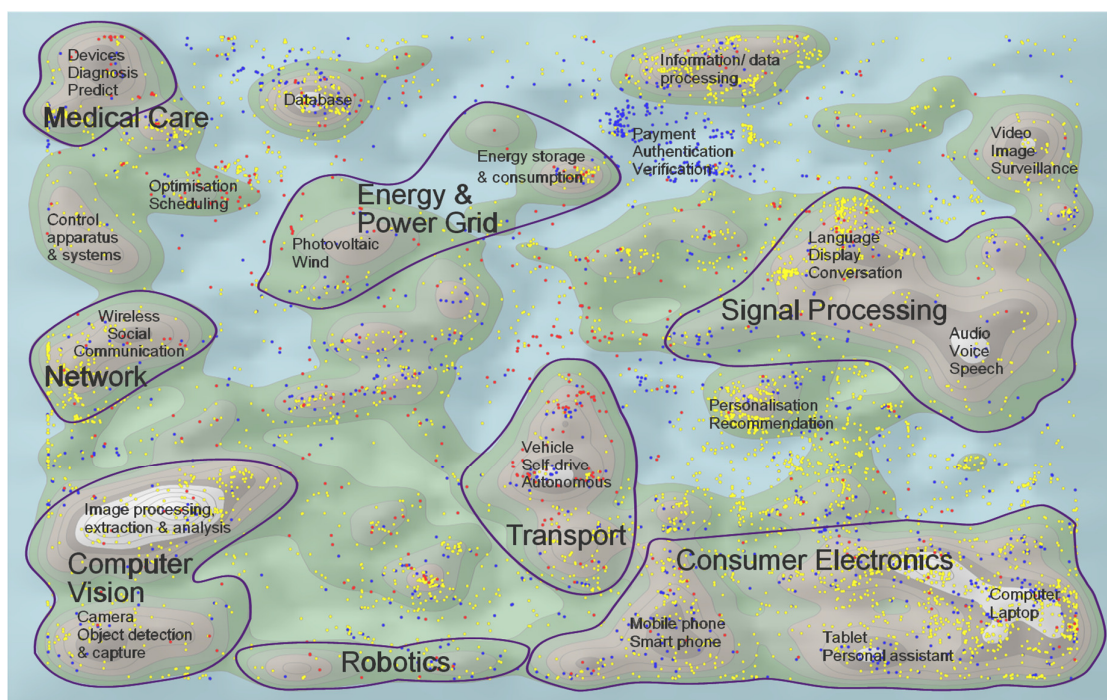 Devices
Diagnosis
Predict
Medical Care
Database
Information/ data
processing
Payment
Authentication
Verification
Video
Image
Surveillance
Energy storage
& consumption
Optimisation
Scheduling
Energy &
Power Grid
Control
apparatus
& systems
Photovoltaic
Wind
Language
Display
Conversation
Signal Processing
Audio
Voice
Speech
Wireless
Social
Communication
Network
Personalisation
Recommendation
Vehicle
Self-drive
Autonomous
Transport
Image processing,
extraction & analysis
Computer
Vision
Camera
Object detection
& capture
Robotics
Consumer Electronics
Computer
Laptop
Mobile phone
Smart phone
Tablet
Personal assistant